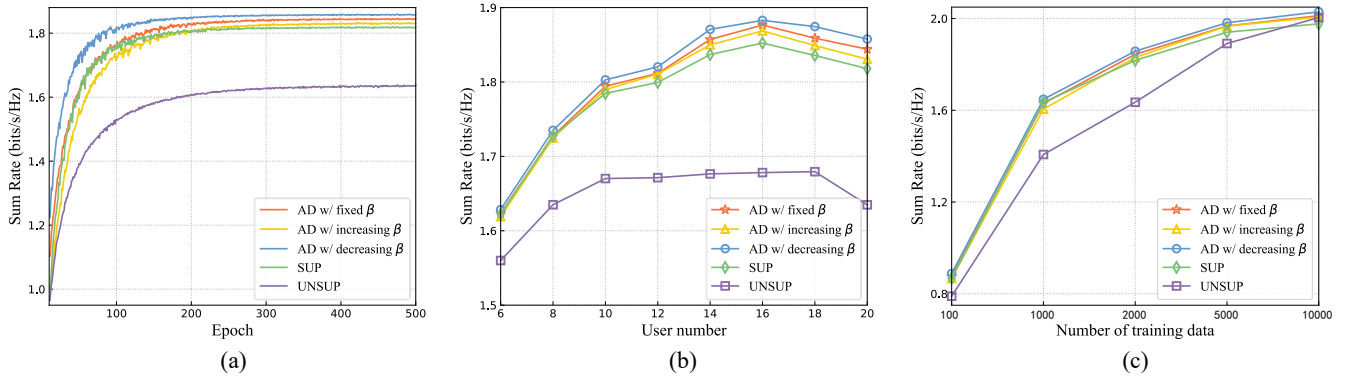 Sum Rate (bits/s/Hz)
1.8
1.6
1.4
1.2
1.0
100
200
300
400
500
Epoch
AD w/ fixed β
AD w/ increasing β
AD w/ decreasing β
SUP
UNSUP
(a)
Sum Rate (bits/s/Hz)
1.9
1.8
1.7
1.6
1.5
6
8
10
12
14
16
18
20
User number
AD w/ fixed β
AD w/ increasing β
AD w/ decreasing β
SUP
UNSUP
(b)
Sum Rate (bits/s/Hz)
2.0
1.6
1.2
0.8
100
1000
2000
5000
10000
Number of training data
AD w/ fixed β
AD w/ increasing β
AD w/ decreasing β
SUP
UNSUP
(c)